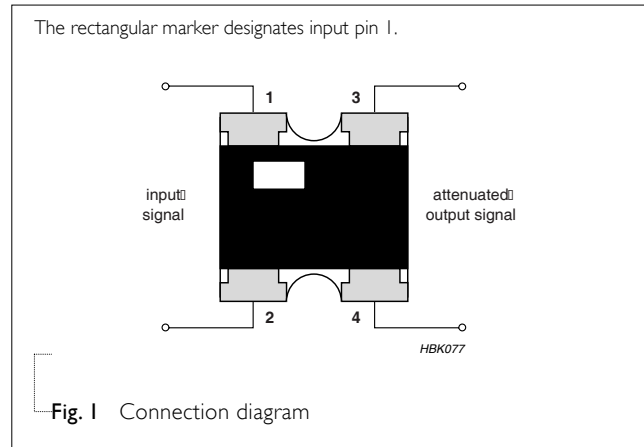 The rectangular marker designates input pin 1.
1 3
input
signal
attenuated
output signal
2 4
HBK077
Fig. 1 Connection diagram